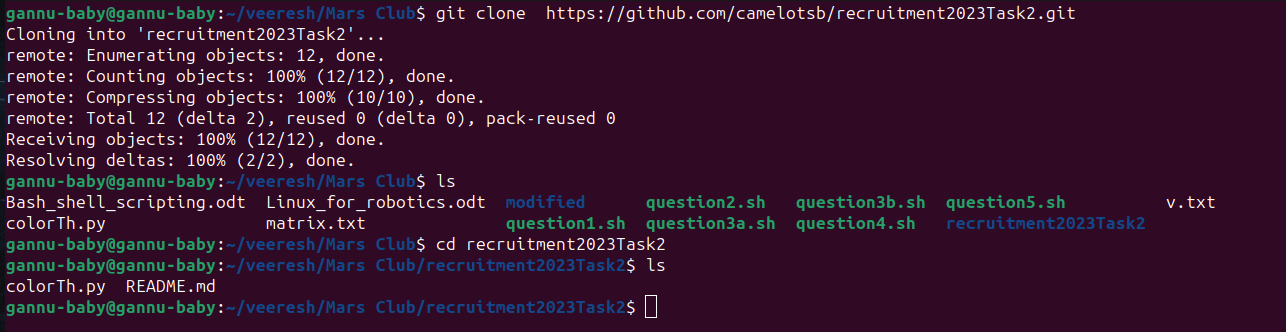 gannu-baby@gannu-baby:~/veeresh/Mars Club$ git clone  https://github.com/camelotsb/recruitment2023Task2.git
Cloning into 'recruitment2023Task2'...
remote: Enumerating objects: 12, done.
remote: Counting objects: 100% (12/12), done.
remote: Compressing objects: 100% (10/10), done.
remote: Total 12 (delta 2), reused 0 (delta 0), pack-reused 0
Receiving objects: 100% (12/12), done.
Resolving deltas: 100% (2/2), done.
gannu-baby@gannu-baby:~/veeresh/Mars Club$ ls
Bash_shell_scripting.odt  Linux_for_robotics.odt  modified      question2.sh   question3b.sh  question5.sh          v.txt
colorTh.py                matrix.txt              question1.sh  question3a.sh  question4.sh   recruitment2023Task2
gannu-baby@gannu-baby:~/veeresh/Mars Club$ cd recruitment2023Task2
gannu-baby@gannu-baby:~/veeresh/Mars Club/recruitment2023Task2$ ls
colorTh.py  README.md
gannu-baby@gannu-baby:~/veeresh/Mars Club/recruitment2023Task2$